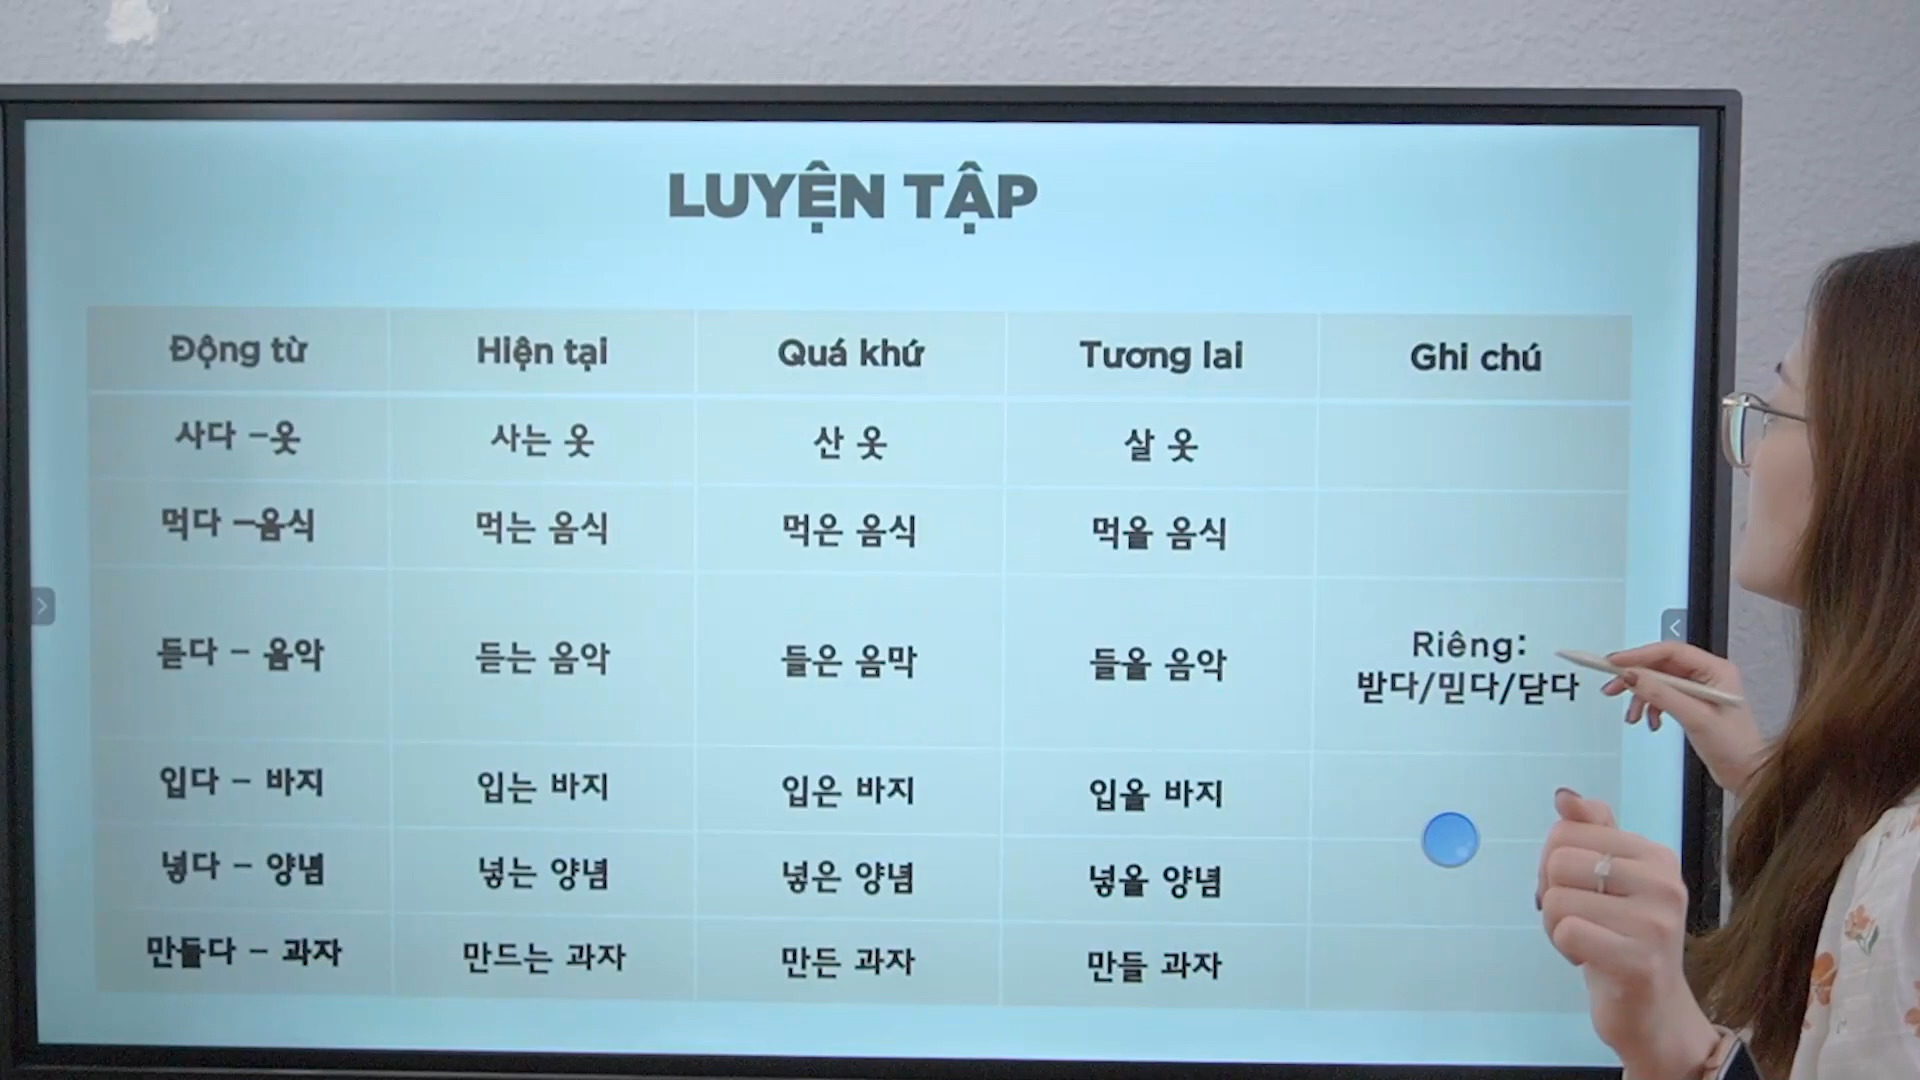 LUYỆN TẬP
Động từ Hiện tại Quá khứ Tương lai Ghi chú
사다 –옷 사는 옷 산 옷 살 옷
먹다 –음식 먹는 음식 먹은 음식 먹을 음식
듣다 – 음악 듣는 음악 들은 음막 들을 음악 Riêng:
받다/믿다/닫다
입다 – 바지 입는 바지 입은 바지 입을 바지
넣다 – 양념 넣는 양념 넣은 양념 넣을 양념
만들다 – 과자 만드는 과자 만든 과자 만들 과자